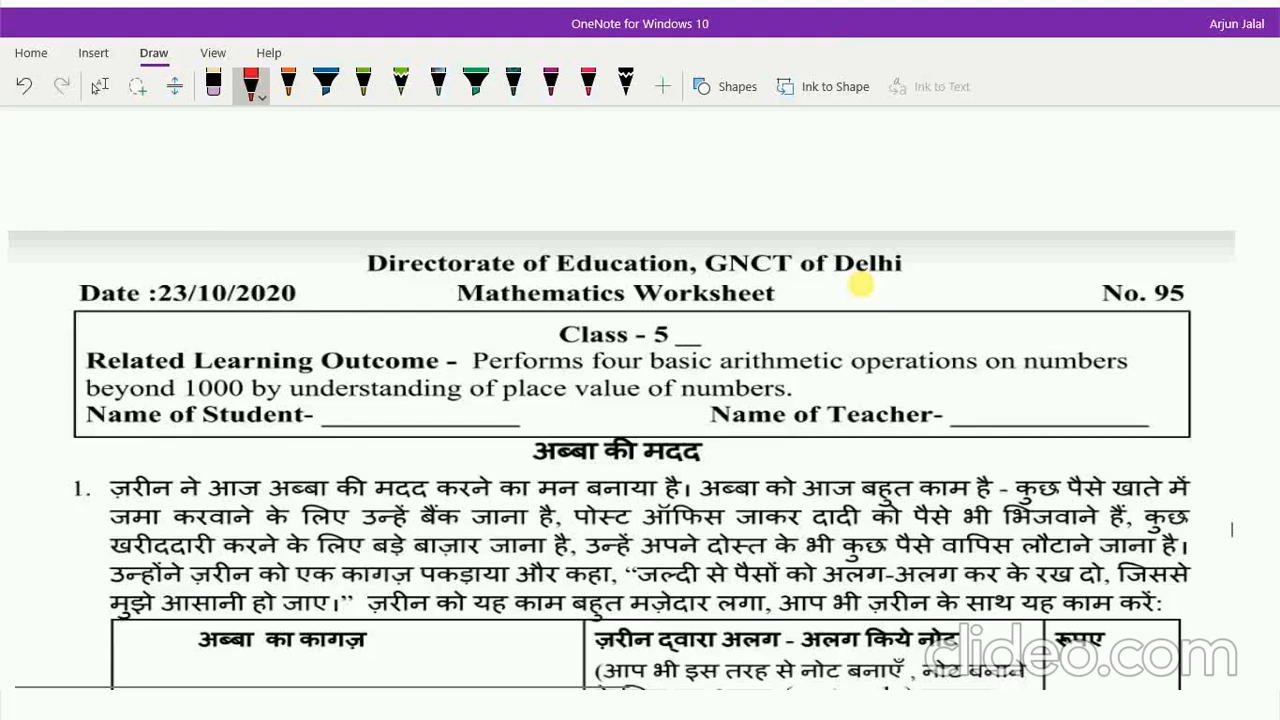 OneNote for Windows 10
Arjun Jalal
Home Insert Draw View Help
Shapes Ink to Shape Ink to Text
Directorate of Education, GNCT of Delhi
Date :23/10/2020 Mathematics Worksheet No. 95
Class - 5 __
Related Learning Outcome - Performs four basic arithmetic operations on numbers
beyond 1000 by understanding of place value of numbers.
Name of Student- ________________ Name of Teacher- ________________
अब्बा की मदद
1. ज़रीन ने आज अब्बा की मदद करने का मन बनाया है। अब्बा को आज बहुत काम है - कुछ पैसे खाते में
जमा करवाने के लिए उन्हें बैंक जाना है, पोस्ट ऑफिस जाकर दादी को पैसे भी भिजवाने हैं, कुछ
खरीददारी करने के लिए बड़े बाज़ार जाना है, उन्हें अपने दोस्त के भी कुछ पैसे वापिस लौटाने जाना है।
उन्होंने ज़रीन को एक कागज़ पकड़ाया और कहा, “जल्दी से पैसों को अलग-अलग कर के रख दो, जिससे
मुझे आसानी हो जाए।” ज़रीन को यह काम बहुत मज़ेदार लगा, आप भी ज़रीन के साथ यह काम करें:
अब्बा का कागज़ ज़रीन द्वारा अलग - अलग किये नोट रूपए
(आप भी इस तरह से नोट बनाएँ , नोट बनाने
clideo.com